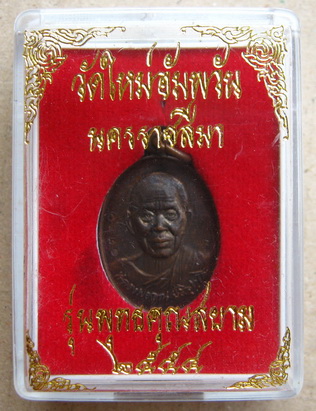 วัดใหม่อัมพวัน
นครราชสีมา
รุ่นพุทธคุณสยาม
๒๕๕๕